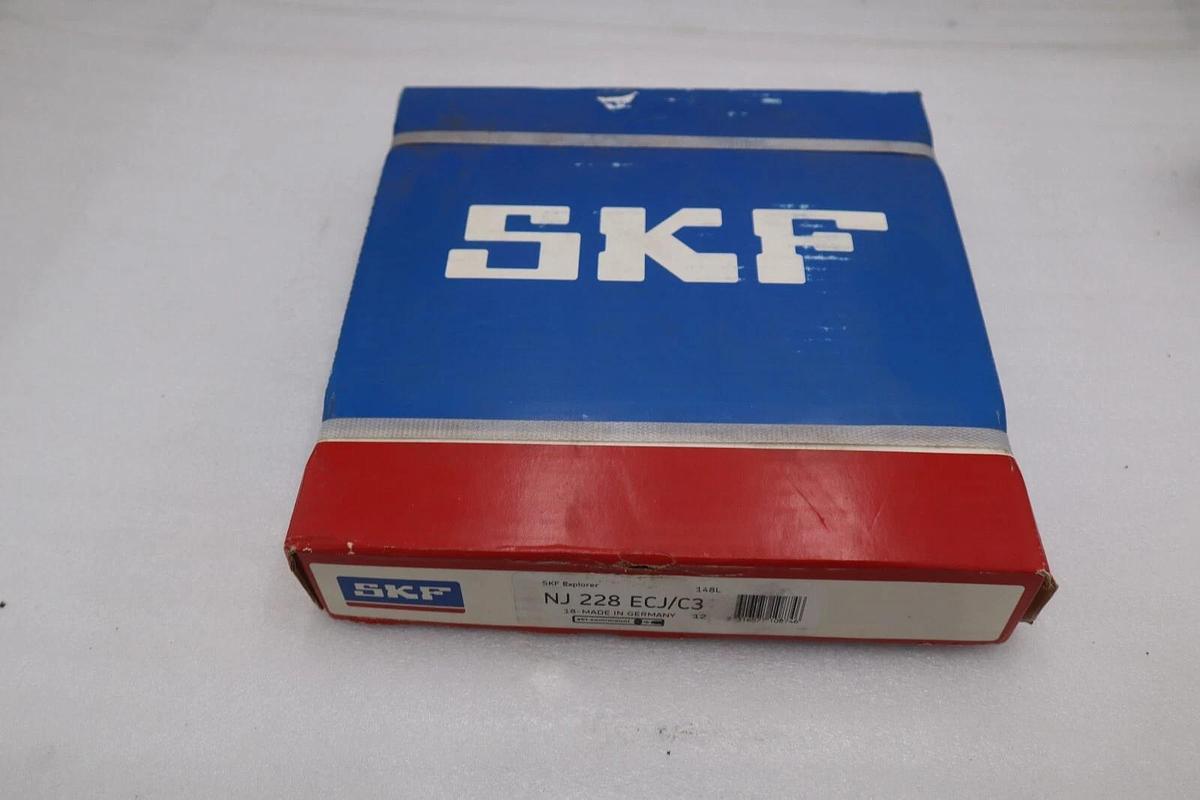 SKF
SKF
SKF Explorer
148L
NJ 228 ECJ/C3
18- MADE IN GERMANY 12